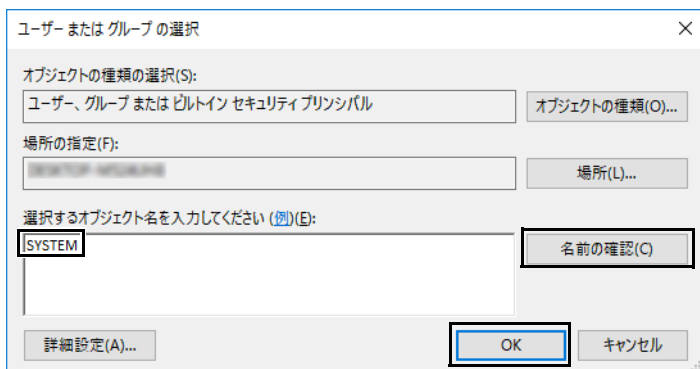 ユーザー または グループ の選択
オブジェクトの種類の選択(S):
ユーザー、グループ または ビルトイン セキュリティ プリンシパル
オブジェクトの種類(O)...
場所の指定(F):
場所(L)...
選択するオブジェクト名を入力してください (例)(E):
SYSTEM
名前の確認(C)
詳細設定(A)...
OK
キャンセル